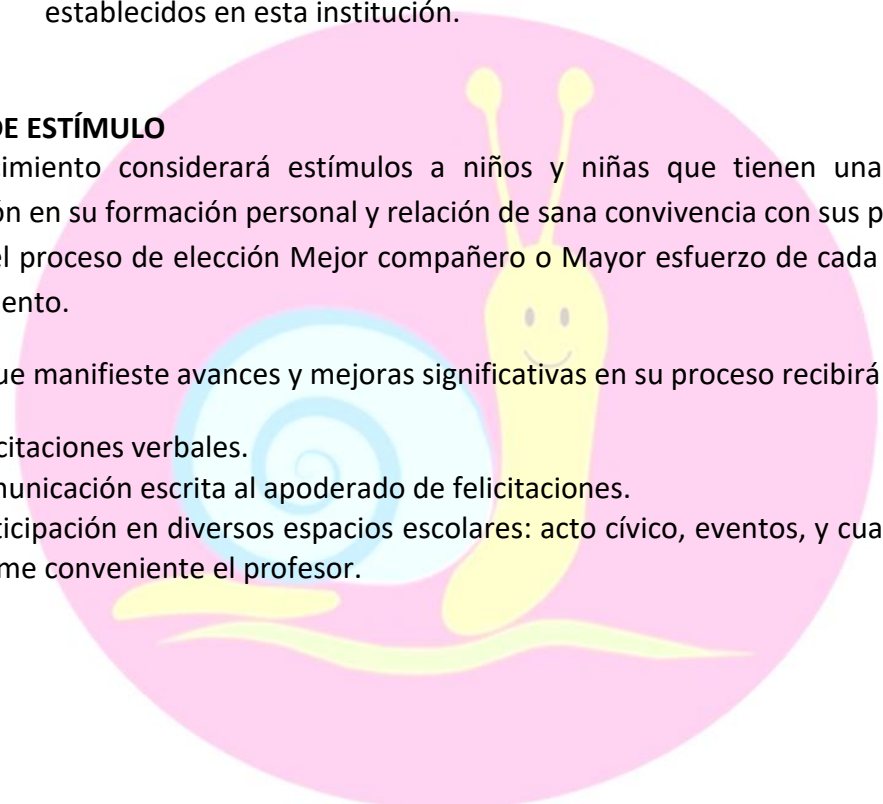 establecidos en esta institución.
DE ESTÍMULO
imiento considerará estímulos a niños y niñas que tienen una
ón en su formación personal y relación de sana convivencia con sus p
el proceso de elección Mejor compañero o Mayor esfuerzo de cada
ento.
ue manifieste avances y mejoras significativas en su proceso recibirá
citaciones verbales.
nunicación escrita al apoderado de felicitaciones.
ticipación en diversos espacios escolares: acto cívico, eventos, y cua
me conveniente el profesor.